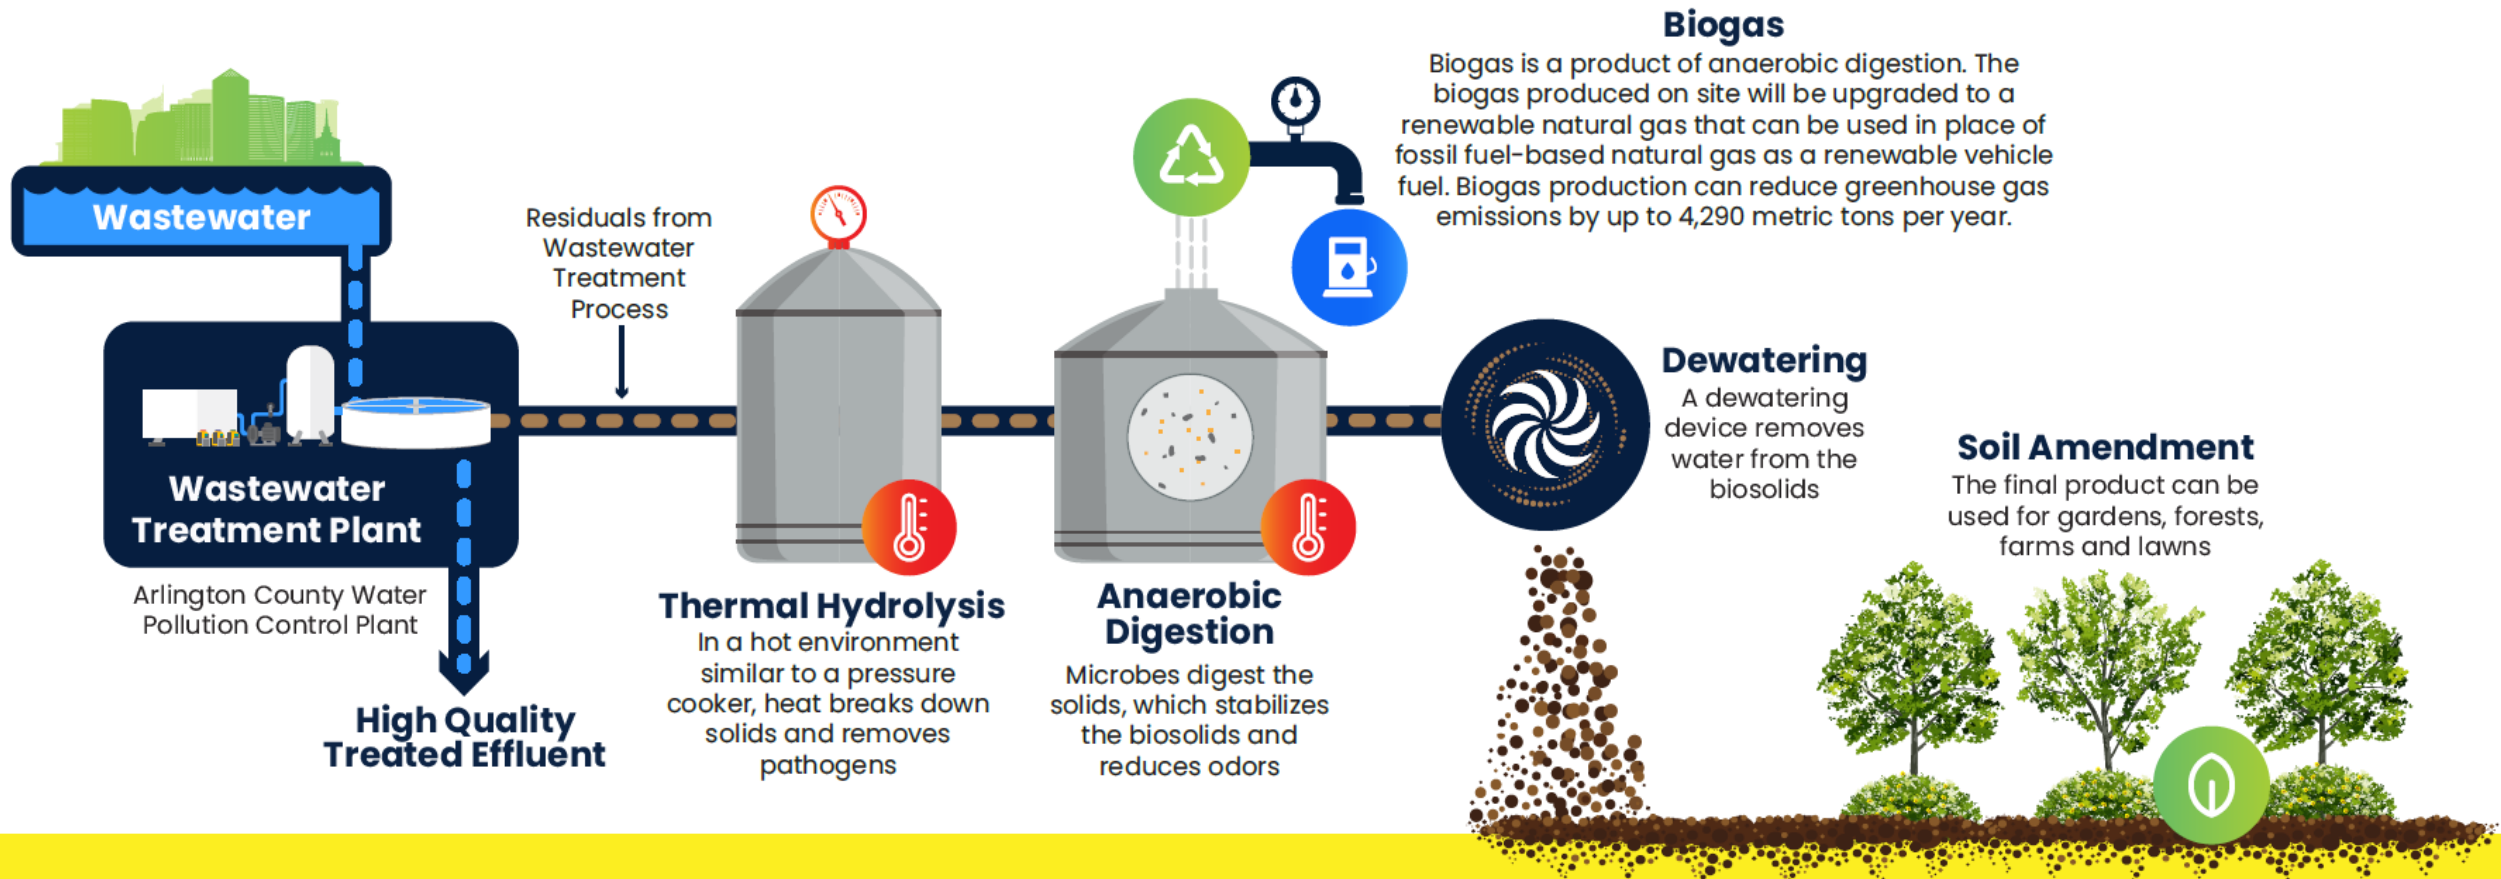 Wastewater
Wastewater
Treatment Plant
Arlington County Water
Pollution Control Plant
High Quality
Treated Effluent
Residuals from
Wastewater
Treatment
Process
Thermal Hydrolysis
In a hot environment
similar to a pressure
cooker, heat breaks down
solids and removes
pathogens
Anaerobic
Digestion
Microbes digest the
solids, which stabilizes
the biosolids and
reduces odors
Biogas
Biogas is a product of anaerobic digestion. The
biogas produced on site will be upgraded to a
renewable natural gas that can be used in place of
fossil fuel-based natural gas as a renewable vehicle
fuel. Biogas production can reduce greenhouse gas
emissions by up to 4,290 metric tons per year.
Dewatering
A dewatering
device removes
water from the
biosolids
Soil Amendment
The final product can be
used for gardens, forests,
farms and lawns